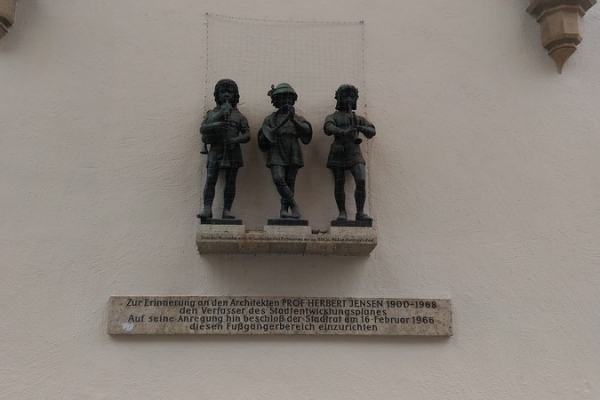 Zur Erinnerung an den Architekten PROF HERBERT JENSEN 1900-1968
den Verfasser des Stadtentwicklungsplanes
Auf seine Anregung hin beschloß der Stadtrat am 16·Februar 1966
diesen Fußgängerbereich einzurichten